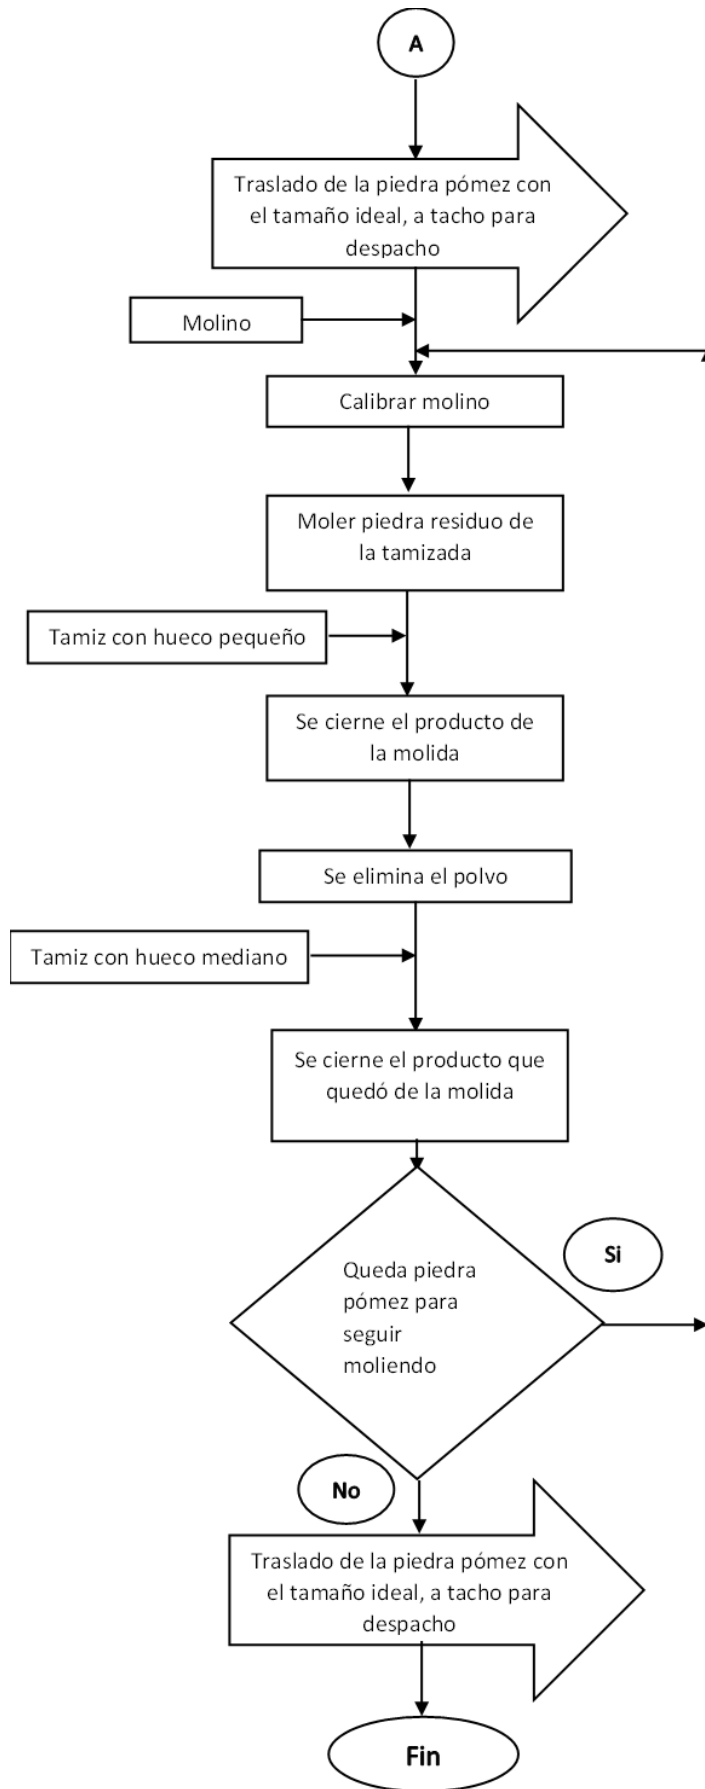 A
Traslado de la piedra pómez con
el tamaño ideal, a tacho para
despacho
Molino
Calibrar molino
Moler piedra residuo de
la tamizada
Tamiz con hueco pequeño
Se cierne el producto de
la molida
Se elimina el polvo
Tamiz con hueco mediano
Se cierne el producto que
quedó de la molida
Si
Queda piedra
pómez para
seguir
moliendo
No
Traslado de la piedra pómez con
el tamaño ideal, a tacho para
despacho
Fin